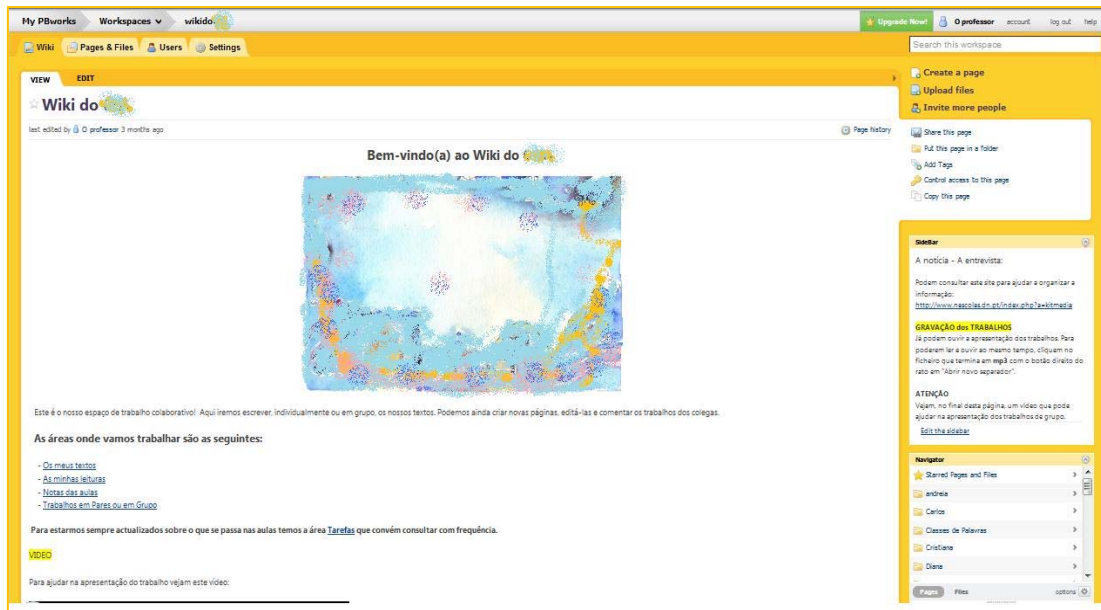 My PBworks Workspaces wikido
Upgrade Now! O professor account log out help
Wiki Pages & Files Users Settings
Search this workspace
VIEW EDIT
Wiki do
last edited by O professor 3 months ago
Page history
Bem-vindo(a) ao Wiki do
Este é o nosso espaço de trabalho colaborativo! Aqui iremos escrever, individualmente ou em grupo, os nossos textos. Podemos ainda criar novas páginas, editá-las e comentar os trabalhos dos colegas.
As áreas onde vamos trabalhar são as seguintes:
- Os meus textos
- As minhas leituras
- Notas das aulas
- Trabalhos em Pares ou em Grupo
Para estarmos sempre actualizados sobre o que se passa nas aulas temos a área Tarefas que convém consultar com frequência.
VIDEO
Para ajudar na apresentação do trabalho vejam este video:
Create a page
Upload files
Invite more people
Share this page
Put this page in a folder
Add Tags
Control access to this page
Copy this page
SideBar
A notícia - A entrevista:
Podem consultar este site para ajudar a organizar a
informação:
http://www.nescolas.dn.pt/index.php?a=kitmedia
GRAVAÇÃO dos TRABALHOS
Já podem ouvir a apresentação dos trabalhos. Para
poderem ler e ouvir ao mesmo tempo, cliquem no
ficheiro que termina em mp3 com o botão direito do
rato em "Abrir novo separador".
ATENÇÃO
Vejam, no final desta página, um vídeo que pode
ajudar na apresentação dos trabalhos de grupo.
Edit the sidebar
Navigator
Starred Pages and Files
andreia
Carlos
Classes de Palavras
Cristiana
Diana
Pages Files options